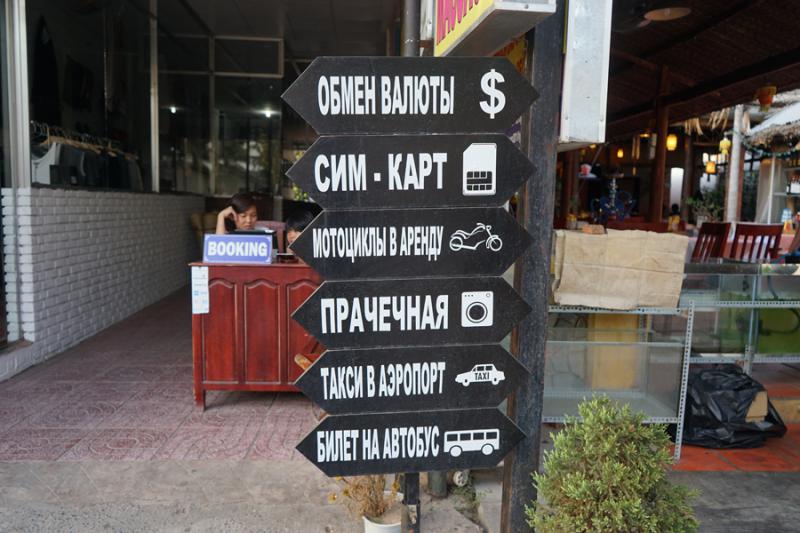 ОБМЕН ВАЛЮТЫ $
СИМ - КАРТ
BOOKING
МОТОЦИКЛЫ В АРЕНДУ
ПРАЧЕЧНАЯ
ТАКСИ В АЭРОПОРТ TAXI
БИЛЕТ НА АВТОБУС